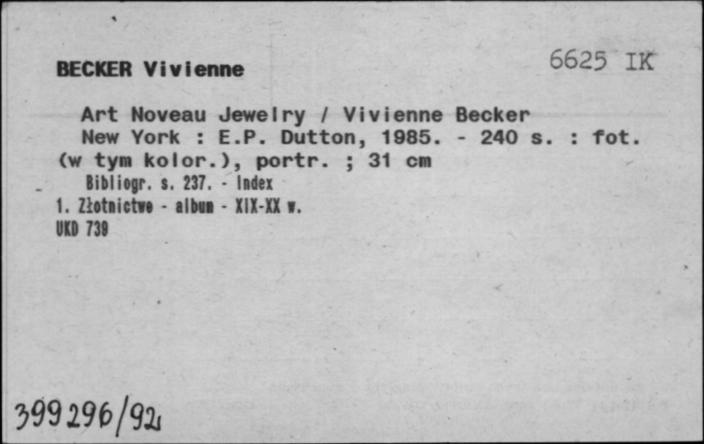 6625 IK
BECKER Vivienne
Art Noveau Jewelry / Vivienne Becker
New York : E.P. Dutton, 1985. - 240 s. : fot.
(w tym kolor.), portr. ; 31 cm
Bibliogr. s. 237. - Index
1. Złotnictwo - album - XIX-XX w.
UKD 739
399296/92